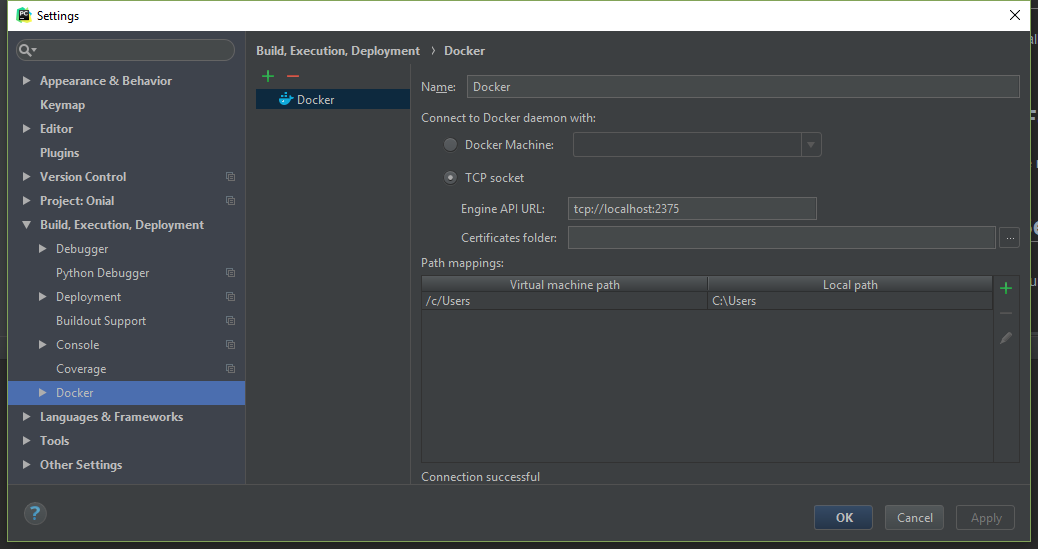 PC
Settings
Appearance & Behavior
Keymap
Editor
Plugins
Version Control
Project: Onial
Build, Execution, Deployment
Debugger
Python Debugger
Deployment
Buildout Support
Console
Coverage
Docker
Languages & Frameworks
Tools
Other Settings
?
Build, Execution, Deployment › Docker
Docker
Name: Docker
Connect to Docker daemon with:
Docker Machine:
TCP socket
Engine API URL: tcp://localhost:2375
Certificates folder: ...
Path mappings:
Virtual machine path Local path
/c/Users C:\Users
Connection successful
OK Cancel Apply